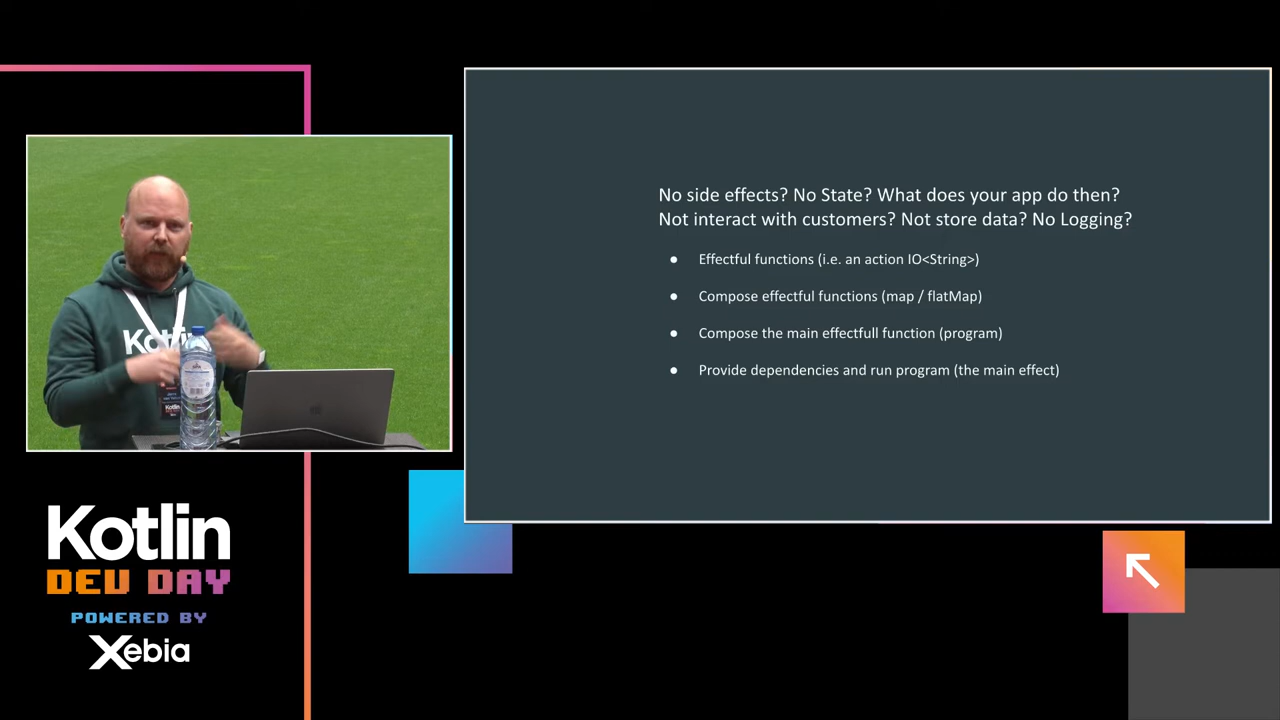 No side effects? No State? What does your app do then?
Not interact with customers? Not store data? No Logging?
● Effectful functions (i.e. an action IO<String>)
● Compose effectful functions (map / flatMap)
● Compose the main effectfull function (program)
● Provide dependencies and run program (the main effect)
Kotlin
DEV DAY
POWERED BY
Xebia